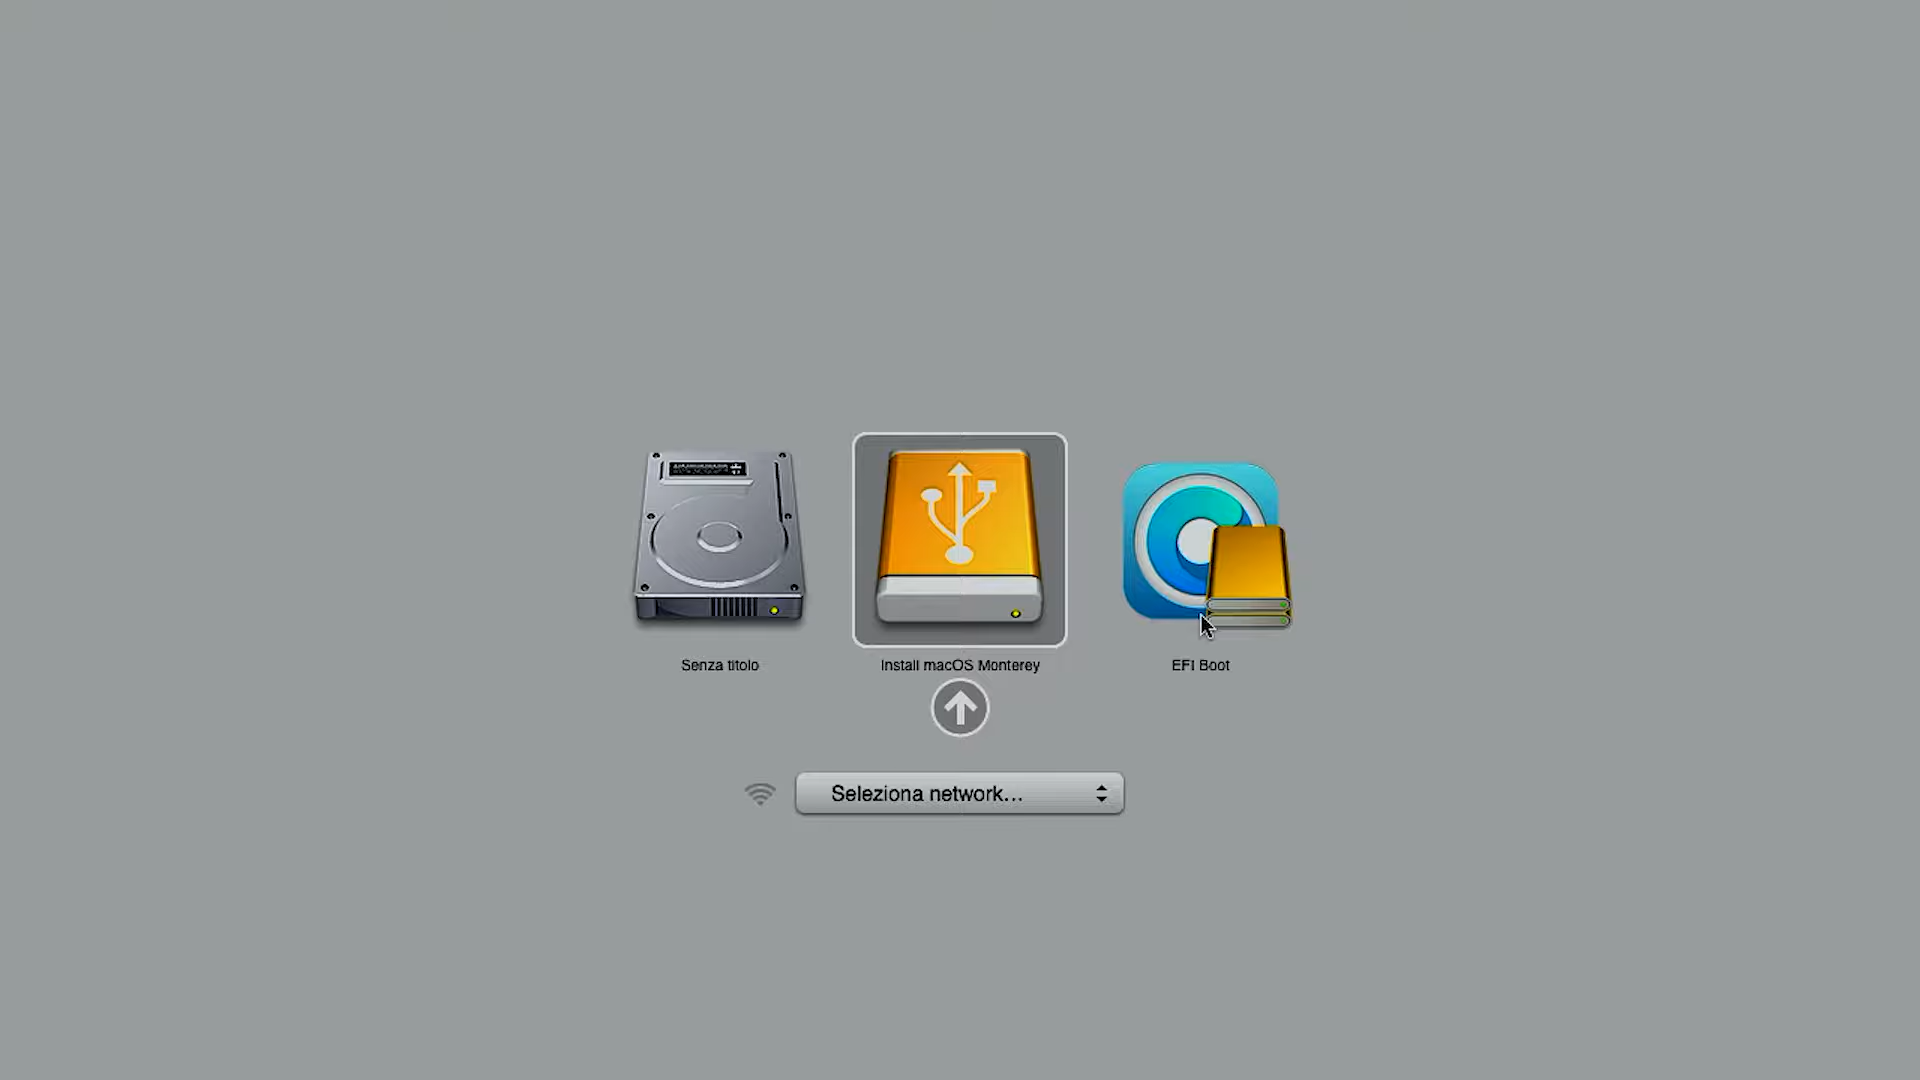 Senza titolo
Install macOS Monterey
EFI Boot
Seleziona network...